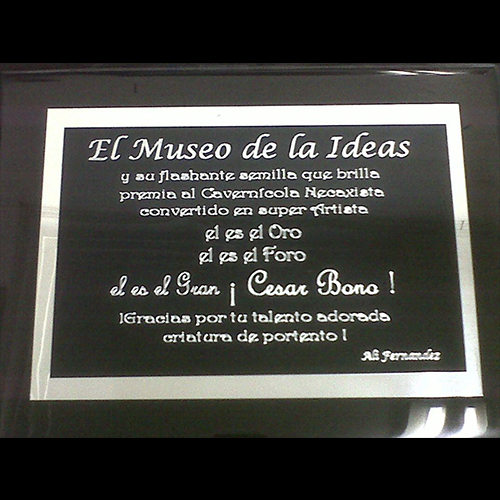 El Museo de la Ideas
y su flashante semilla que brilla
premia al Cavernícola Necaxista
convertido en super Artista
el es el Oro
el es el Foro
el es el Gran ¡ Cesar Bono !
!Gracias por tu talento adorada
criatura de portento !
Ali Fernandez